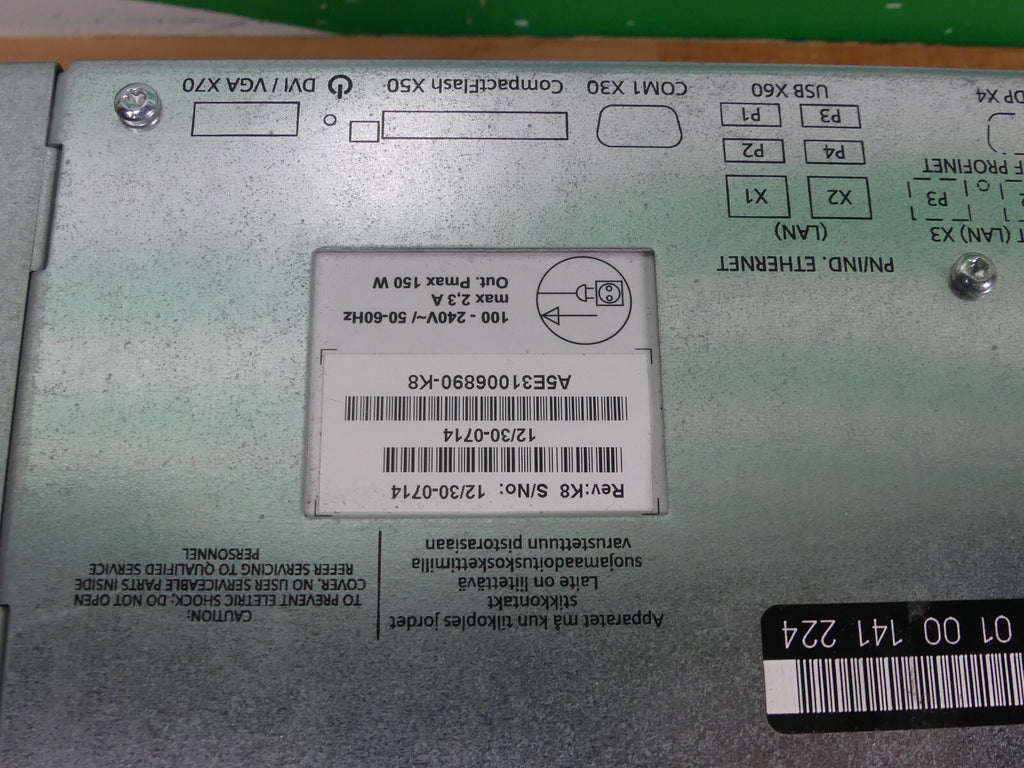 01 00 141 224
Apparatet må kun tilkoples jordet
stikkontakt
Laite on liitettävä
suojamaadoituskoskettimilla
varustettuun pistorasiaan
CAUTION;
TO PREVENT ELETRIC SHOCK; DO NOT OPEN
COVER. NO USER SERVICEABLE PARTS INSIDE
REFER SERVICING TO QUALIFIED SERVICE
PERSONNEL
Rev:K8 S/No: 12/30-0714
12/30-0714
A5E31006890-K8
100 - 240V~/ 50-60Hz
max 2,3 A
Out. Pmax 150 W
PN/IND. ETHERNET
(LAN)
(LAN) X3
P3
PROFINET
DP X4
X2 X1
P4 P2
P3 P1
USB X60
COM1 X30
CompactFlash X50
DVI / VGA X70